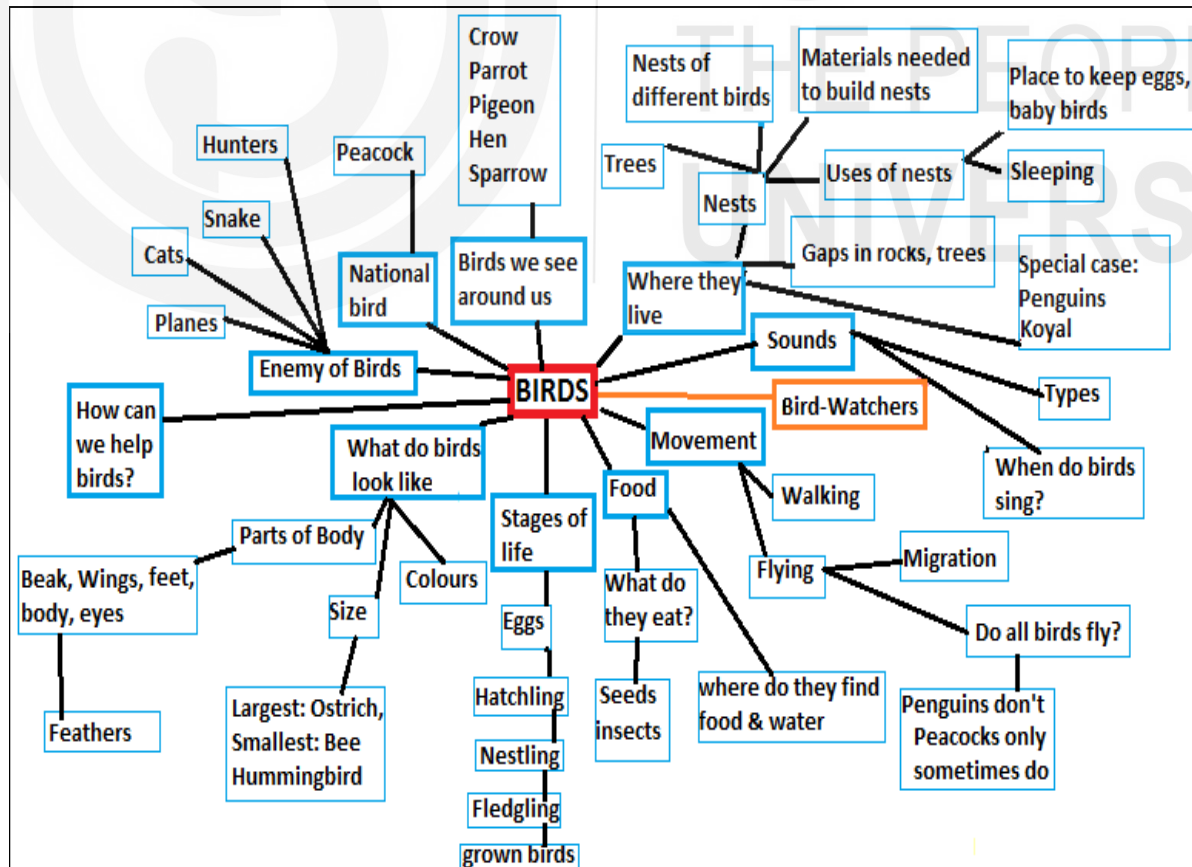 THE PEOP
UNIVERS
Crow
Parrot
Pigeon
Hen
Sparrow
Nests of
different birds
Materials needed
to build nests
Place to keep eggs,
baby birds
Hunters
Peacock
Trees
Uses of nests
Sleeping
Snake
Nests
Cats
National
bird
Birds we see
around us
Where they
live
Gaps in rocks, trees
Special case:
Penguins
Koyal
Planes
Enemy of Birds
Sounds
BIRDS
Bird-Watchers
Types
How can
we help
birds?
What do birds
look like
Movement
When do birds
sing?
Food
Walking
Stages of
life
Parts of Body
Colours
What do
they eat?
Flying
Migration
Beak, Wings, feet,
body, eyes
Size
Eggs
Do all birds fly?
Feathers
Largest: Ostrich,
Smallest: Bee
Hummingbird
Hatchling
Seeds
insects
where do they find
food & water
Penguins don't
Peacocks only
sometimes do
Nestling
Fledgling
grown birds